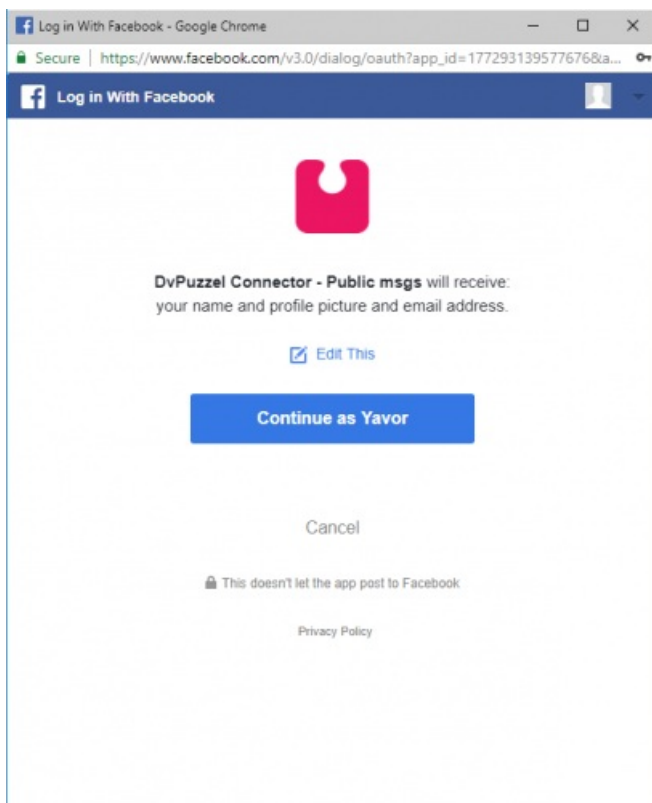 Log in With Facebook - Google Chrome
Secure | https://www.facebook.com/v3.0/dialog/oauth?app_id=177293139577676&a...
Log in With Facebook
DvPuzzel Connector - Public msgs will receive:
your name and profile picture and email address.
Edit This
Continue as Yavor
Cancel
This doesn't let the app post to Facebook
Privacy Policy